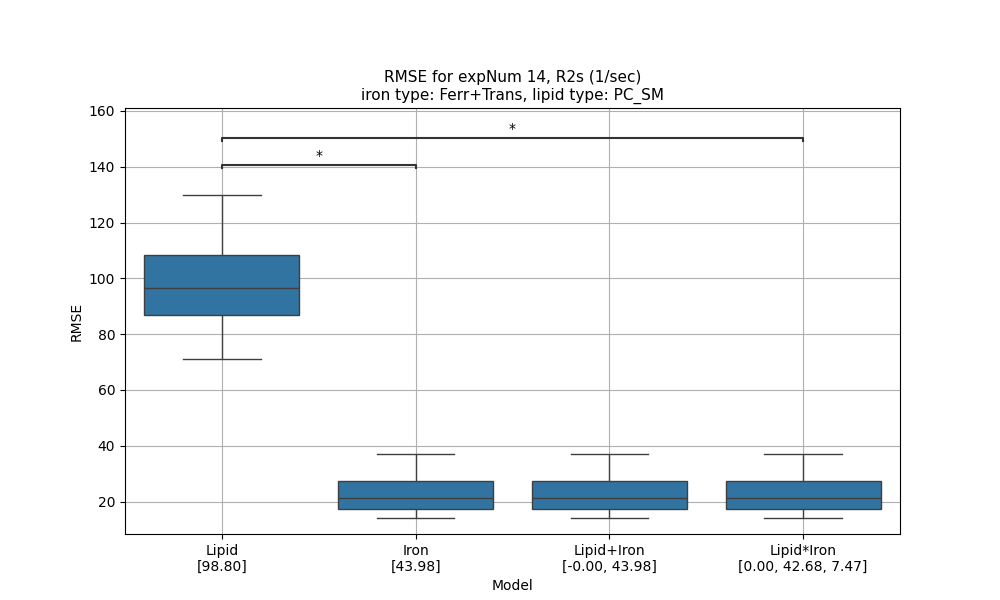 RMSE for expNum 14, R2s (1/sec)
iron type: Ferr+Trans, lipid type: PC_SM
160
140
120
100
80
60
40
20
RMSE
*
*
Lipid
[98.80]
Iron
[43.98]
Lipid+Iron
[-0.00, 43.98]
Lipid*Iron
[0.00, 42.68, 7.47]
Model